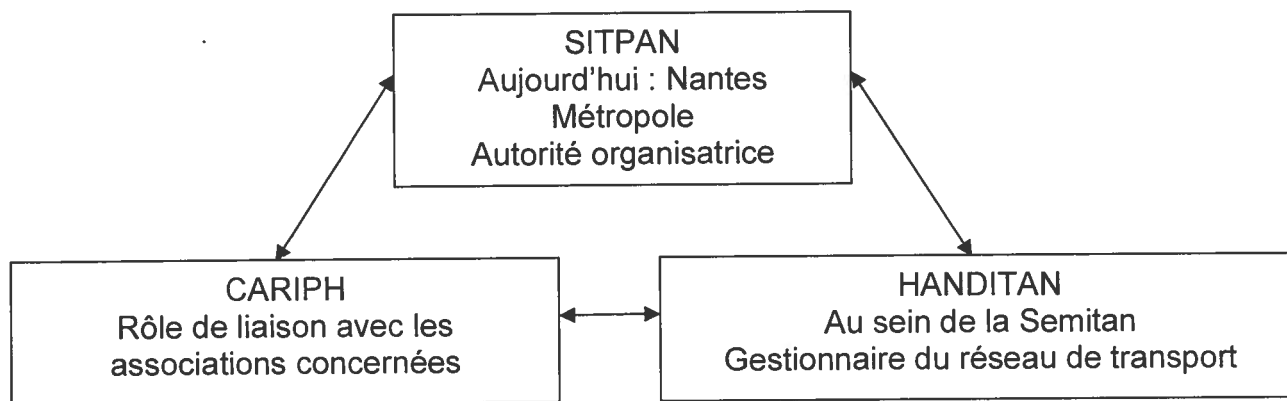 SITPAN
Aujourd'hui : Nantes
Métropole
Autorité organisatrice
CARIPH
Rôle de liaison avec les
associations concernées
HANDITAN
Au sein de la Semitan
Gestionnaire du réseau de transport